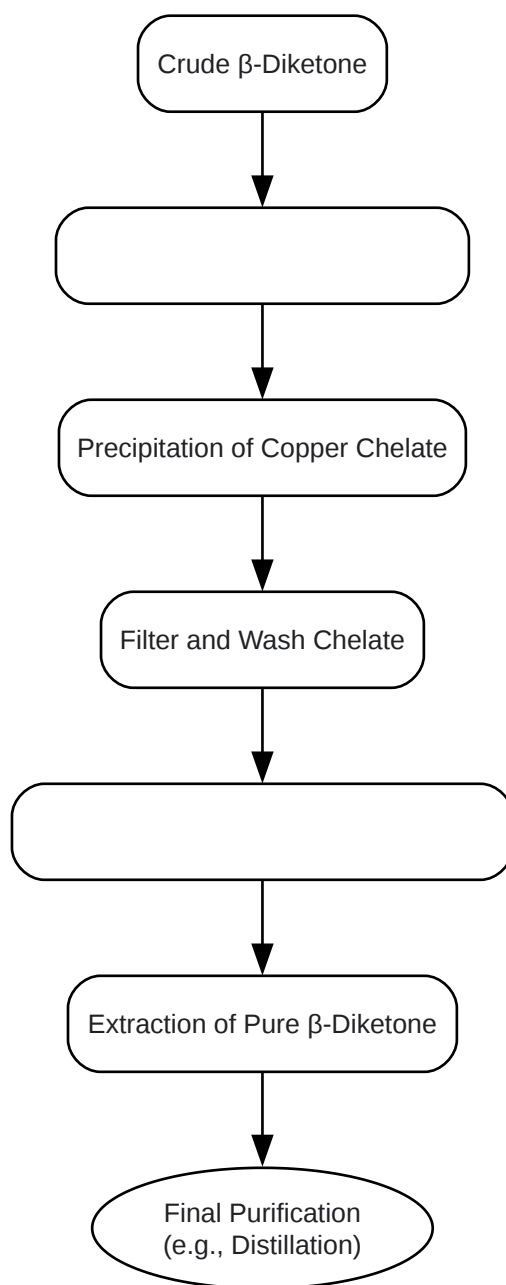 Crude β-Diketone
Precipitation of Copper Chelate
Filter and Wash Chelate
Extraction of Pure β-Diketone
Final Purification
(e.g., Distillation)